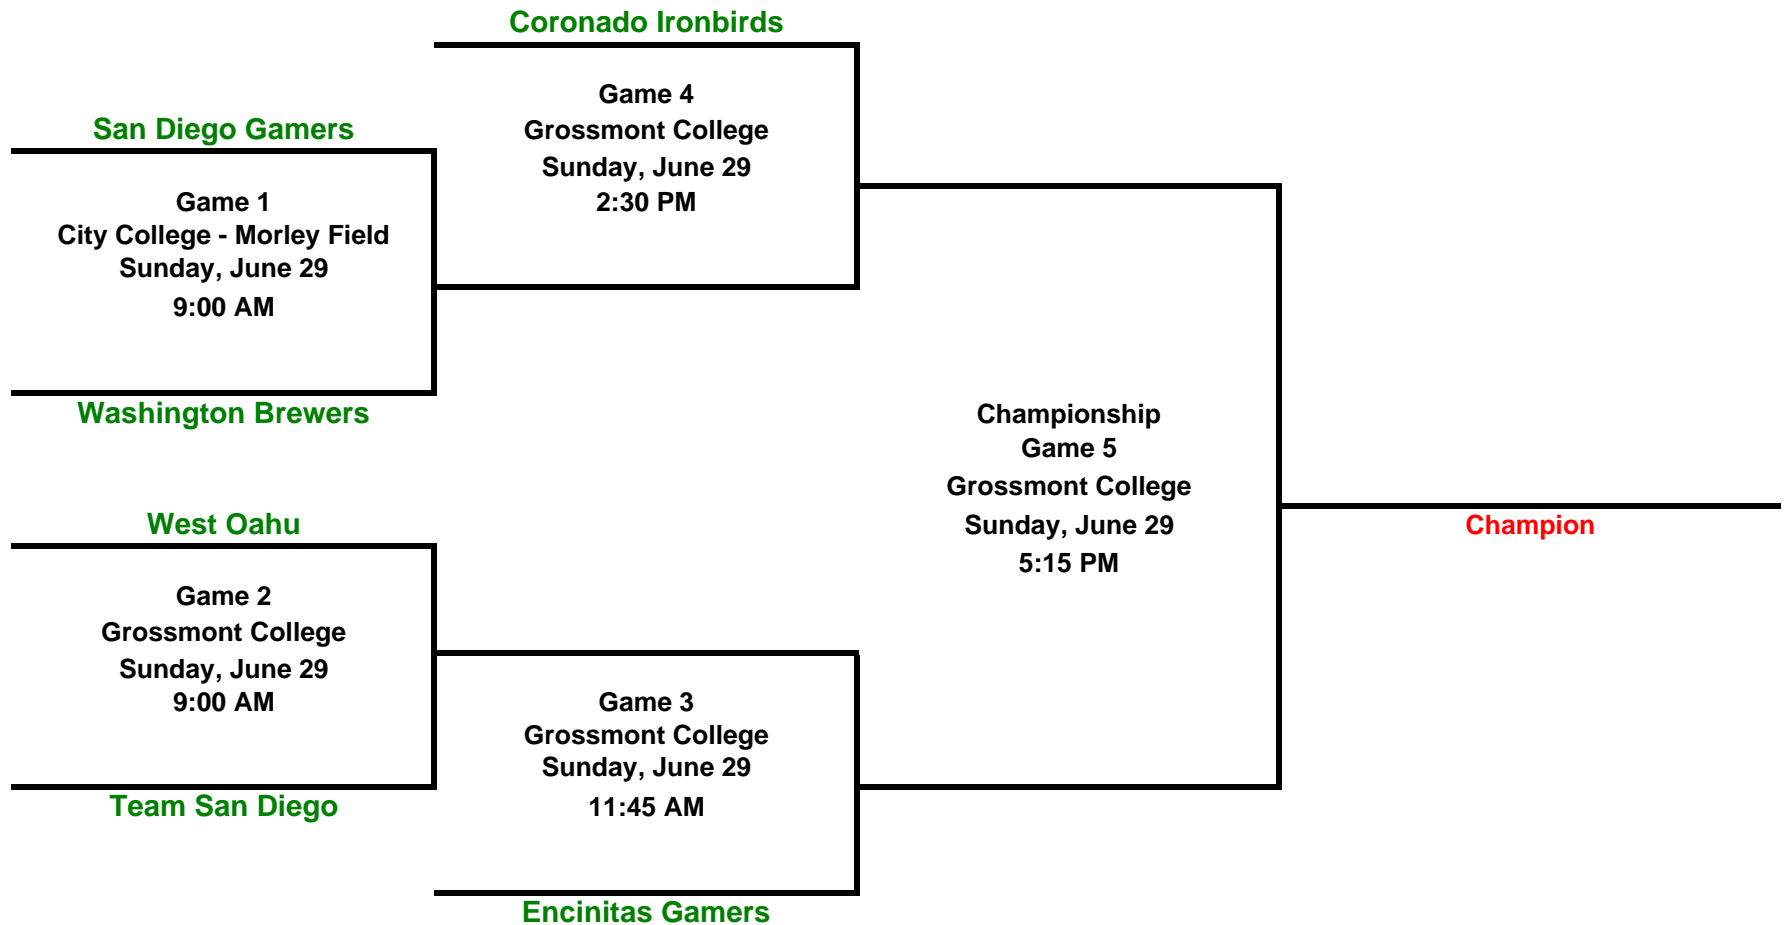 Coronado Ironbirds
Game 4
Grossmont College
Sunday, June 29
2:30 PM
San Diego Gamers
Game 1
City College - Morley Field
Sunday, June 29
9:00 AM
Washington Brewers
Championship
Game 5
Grossmont College
Sunday, June 29
5:15 PM
Champion
West Oahu
Game 2
Grossmont College
Sunday, June 29
9:00 AM
Team San Diego
Game 3
Grossmont College
Sunday, June 29
11:45 AM
Encinitas Gamers